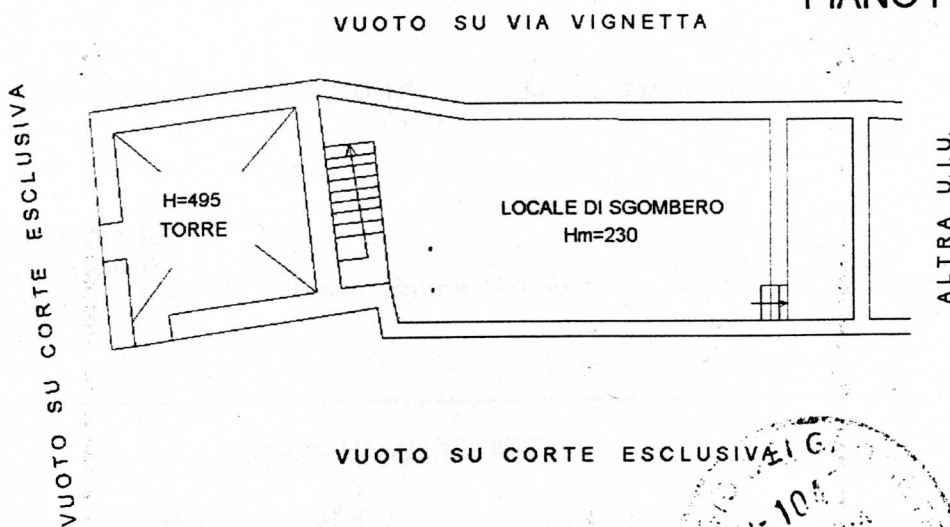 PIANO
VUOTO SU VIA VIGNETTA
VUOTO SU CORTE ESCLUSIVA
H=495
TORRE
LOCALE DI SGOMBERO
Hm=230
ALTRA U.I.U.
VUOTO SU CORTE ESCLUSIVA